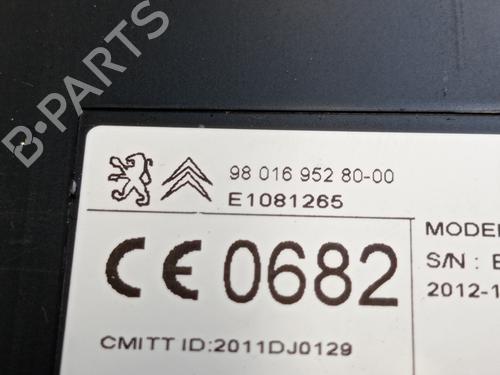 B-PARTS
98 016 952 80-00
E1081265
CE 0682
MODE
S/N : E
2012-1
CMITT ID:2011DJ0129